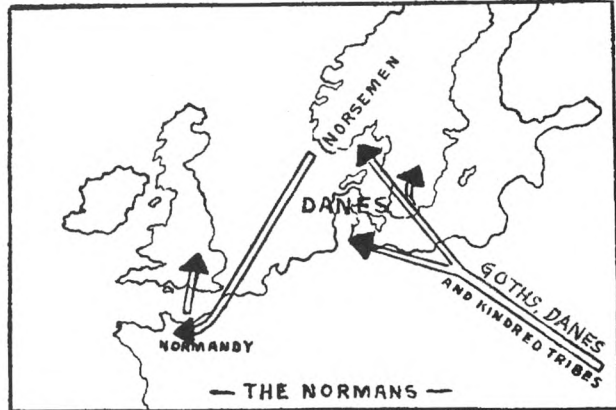 NORSEMEN
DANES
GOTHS, DANES
AND KINDRED TRIBES
NORMANDY
— THE NORMANS —